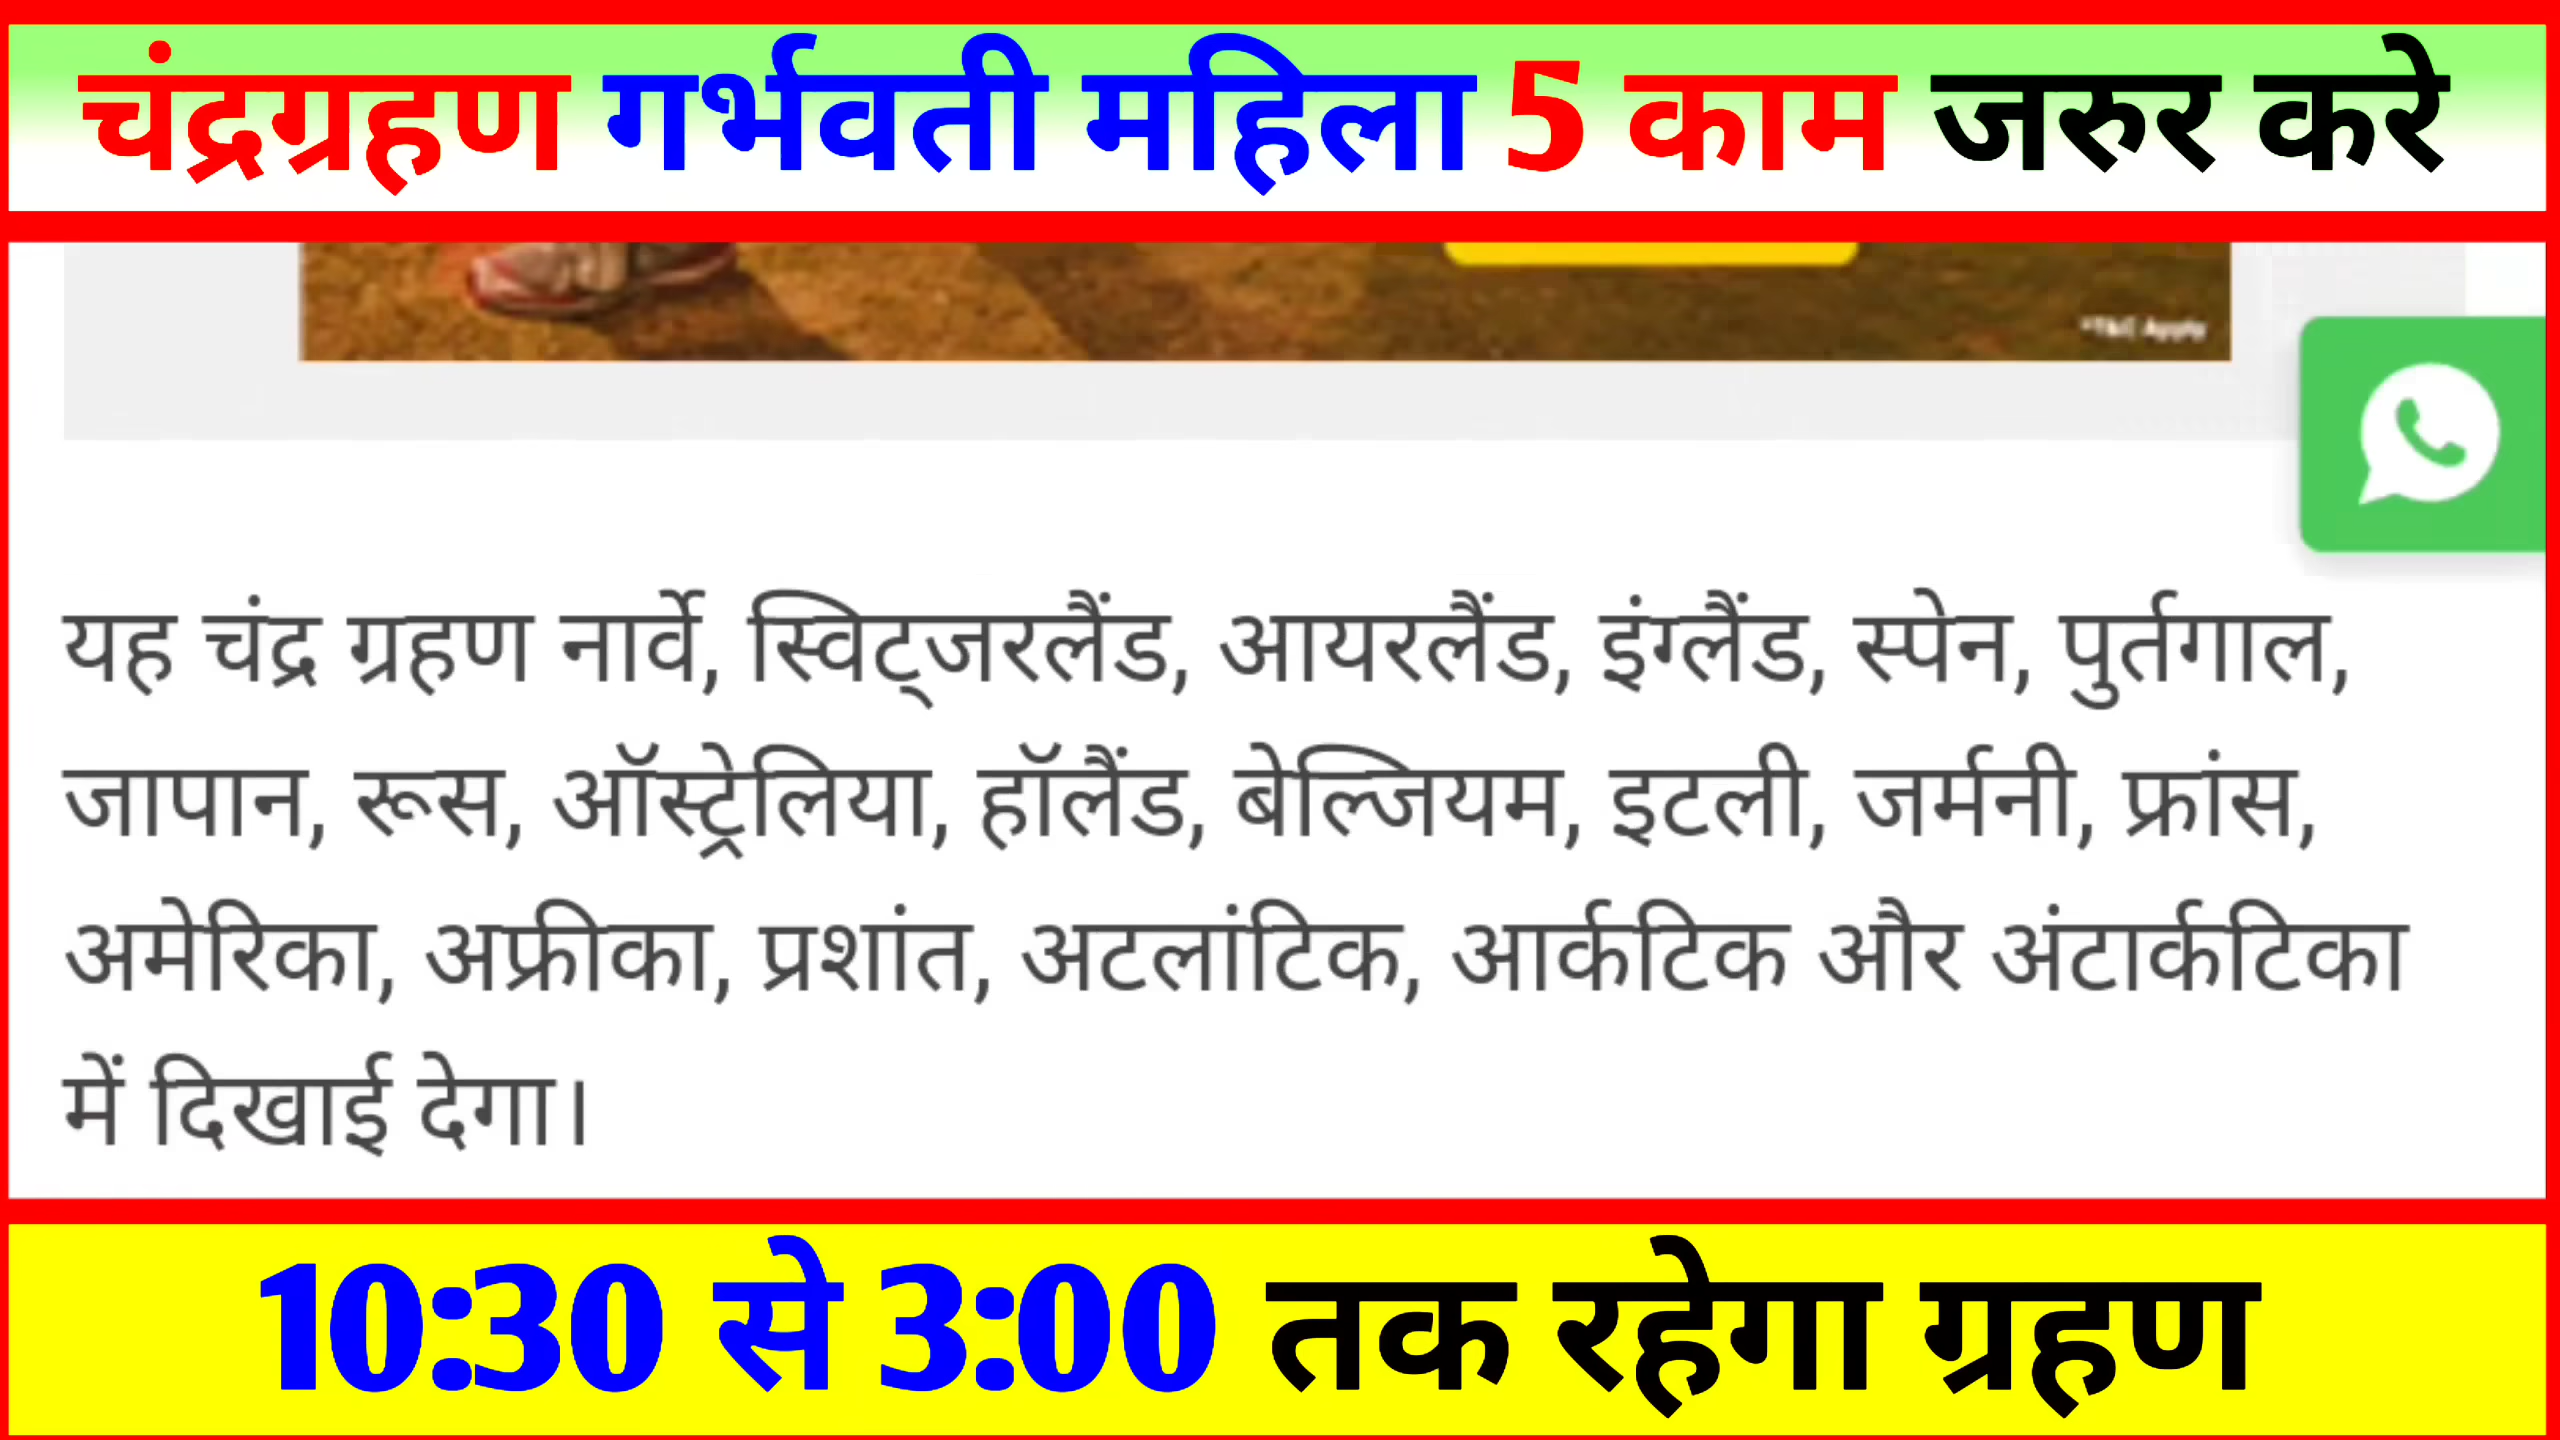 चंद्रग्रहण गर्भवती महिला 5 काम जरुर करे
*T&C Apply
यह चंद्र ग्रहण नार्वे, स्विट्जरलैंड, आयरलैंड, इंग्लैंड, स्पेन, पुर्तगाल,
जापान, रूस, ऑस्ट्रेलिया, हॉलैंड, बेल्जियम, इटली, जर्मनी, फ्रांस,
अमेरिका, अफ्रीका, प्रशांत, अटलांटिक, आर्कटिक और अंटार्कटिका
में दिखाई देगा।
10:30 से 3:00 तक रहेगा ग्रहण